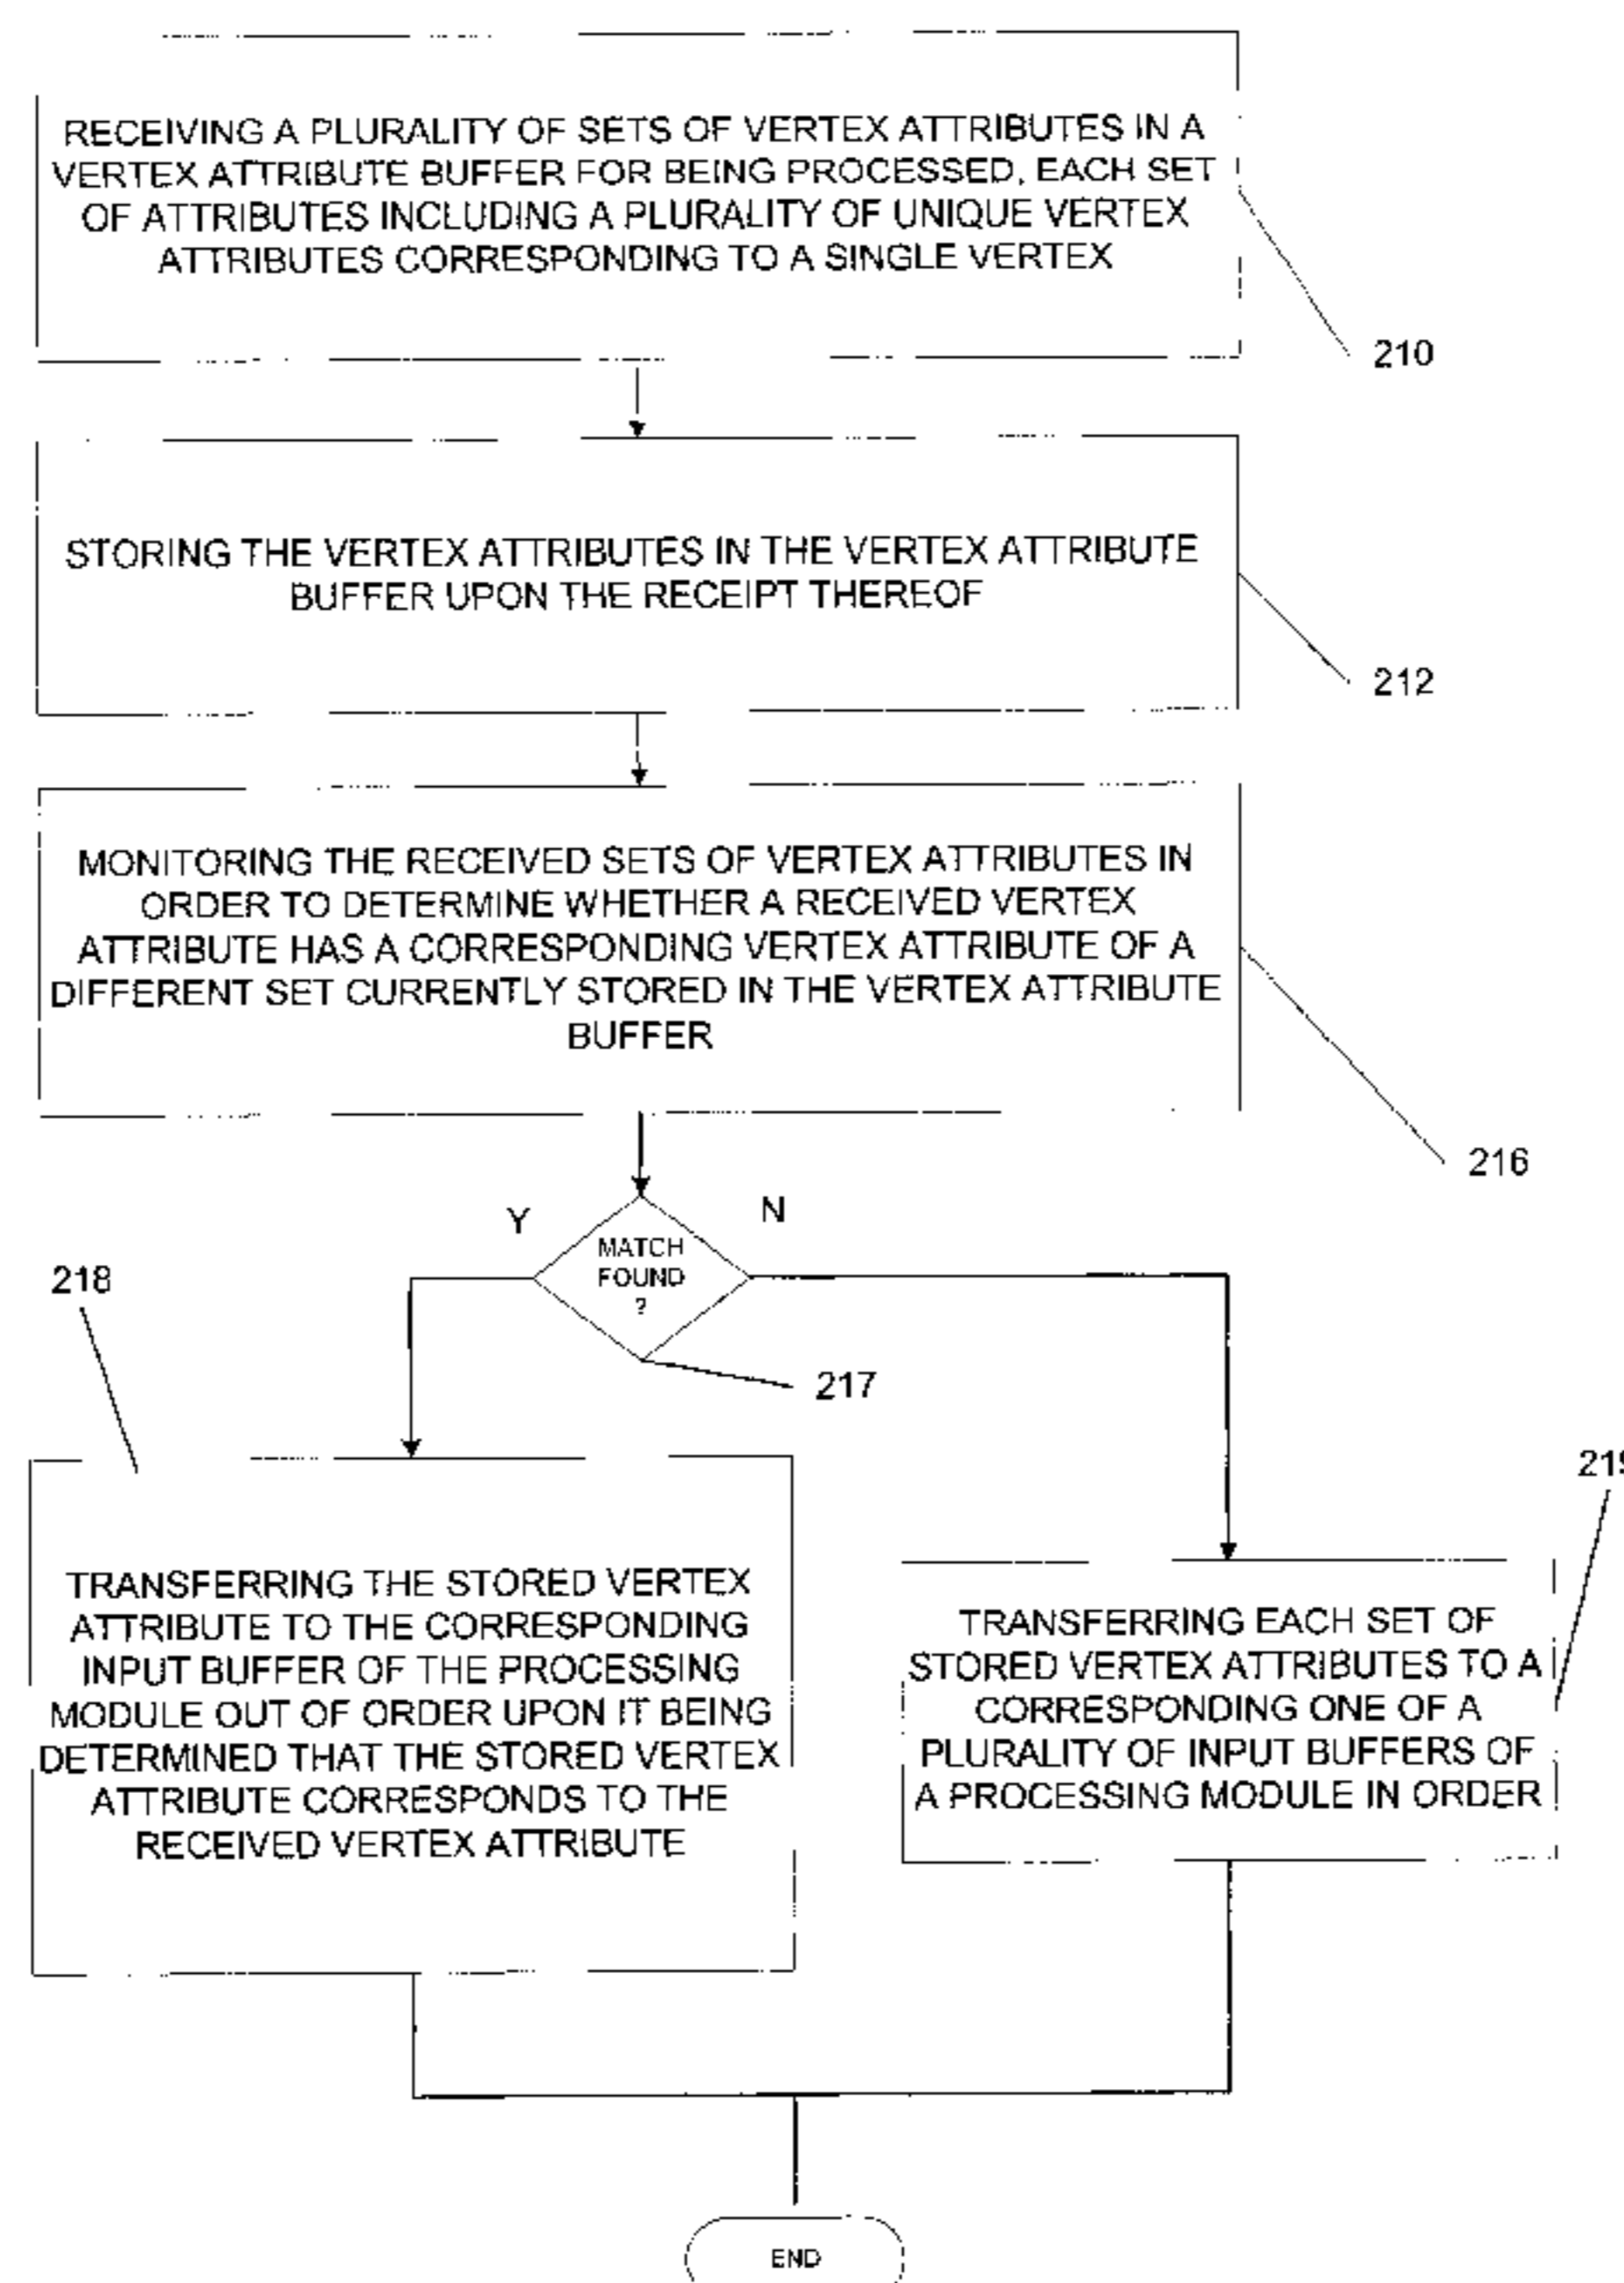 RECEIVING A PLURALITY OF SETS OF VERTEX ATTRIBUTES IN A
VERTEX ATTRIBUTE BUFFER FOR BEING PROCESSED, EACH SET
OF ATTRIBUTES INCLUDING A PLURALITY OF UNIQUE VERTEX
ATTRIBUTES CORRESPONDING TO A SINGLE VERTEX
210
STORING THE VERTEX ATTRIBUTES IN THE VERTEX ATTRIBUTE
BUFFER UPON THE RECEIPT THEREOF
212
MONITORING THE RECEIVED SETS OF VERTEX ATTRIBUTES IN
ORDER TO DETERMINE WHETHER A RECEIVED VERTEX
ATTRIBUTE HAS A CORRESPONDING VERTEX ATTRIBUTE OF A
DIFFERENT SET CURRENTLY STORED IN THE VERTEX ATTRIBUTE
BUFFER
216
Y
N
MATCH
FOUND
?
217
218
TRANSFERRING THE STORED VERTEX
ATTRIBUTE TO THE CORRESPONDING
INPUT BUFFER OF THE PROCESSING
MODULE OUT OF ORDER UPON IT BEING
DETERMINED THAT THE STORED VERTEX
ATTRIBUTE CORRESPONDS TO THE
RECEIVED VERTEX ATTRIBUTE
219
TRANSFERRING EACH SET OF
STORED VERTEX ATTRIBUTES TO A
CORRESPONDING ONE OF A
PLURALITY OF INPUT BUFFERS OF
A PROCESSING MODULE IN ORDER
END